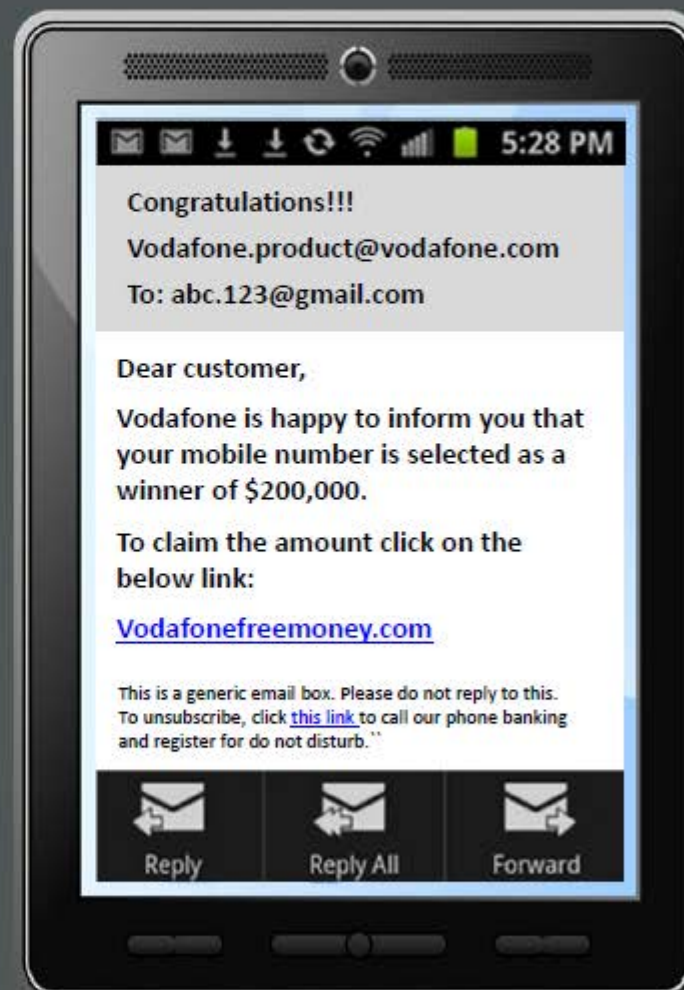 5:28 PM
Congratulations!!!
Vodafone.product@vodafone.com
To: abc.123@gmail.com
Dear customer,
Vodafone is happy to inform you that
your mobile number is selected as a
winner of $200,000.
To claim the amount click on the
below link:
Vodafonefreemoney.com
This is a generic email box. Please do not reply to this.
To unsubscribe, click this link to call our phone banking
and register for do not disturb.``
Reply
Reply All
Forward